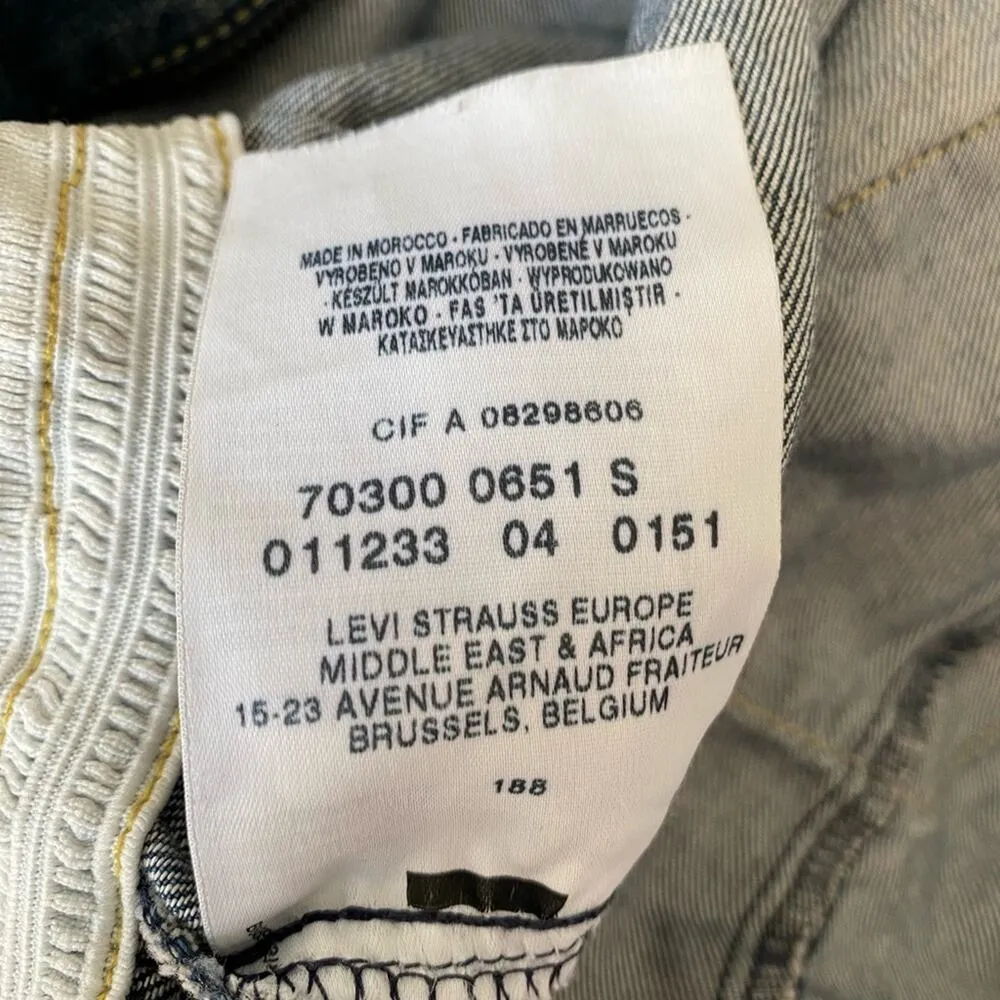 MADE IN MOROCCO · FABRICADO EN MARRUECOS ·
VYROBENO V MAROKU · VYROBENÉ V MAROKU
· KÉSZÜLT MAROKKÓBAN · WYPRODUKOWANO
W MAROKO · FAS 'TA ÜRETILMIŞTIR ·
ΚΑΤΑΣΚΕΥΑΣΤΗΚΕ ΣΤΟ ΜΑΡΟΚΟ
CIF A 08298606
70300 0651 S
011233 04 0151
LEVI STRAUSS EUROPE
MIDDLE EAST & AFRICA
15-23 AVENUE ARNAUD FRAITEUR
BRUSSELS, BELGIUM
188